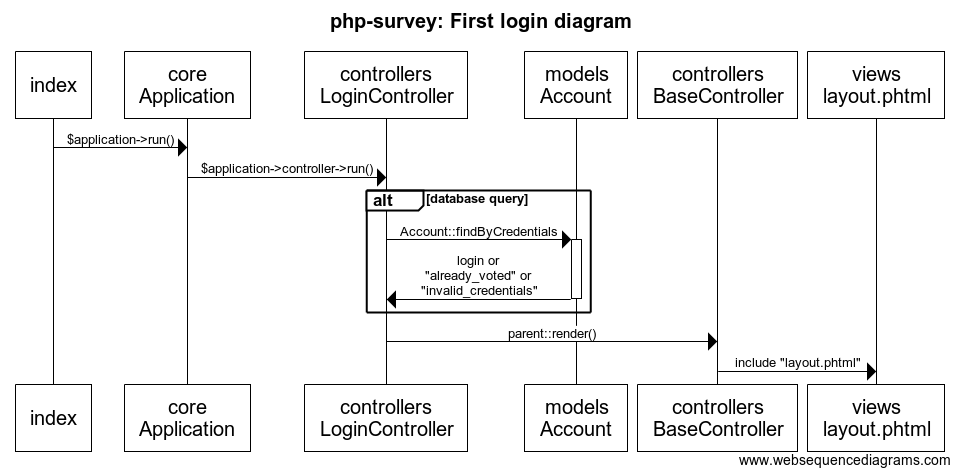 php-survey: First login diagram
index
core
Application
controllers
LoginController
models
Account
controllers
BaseController
views
layout.phtml
$application->run()
$application->controller->run()
alt
[database query]
Account::findByCredentials
login or
"already_voted" or
"invalid_credentials"
parent::render()
include "layout.phtml"
index
core
Application
controllers
LoginController
models
Account
controllers
BaseController
views
layout.phtml
www.websequencediagrams.com